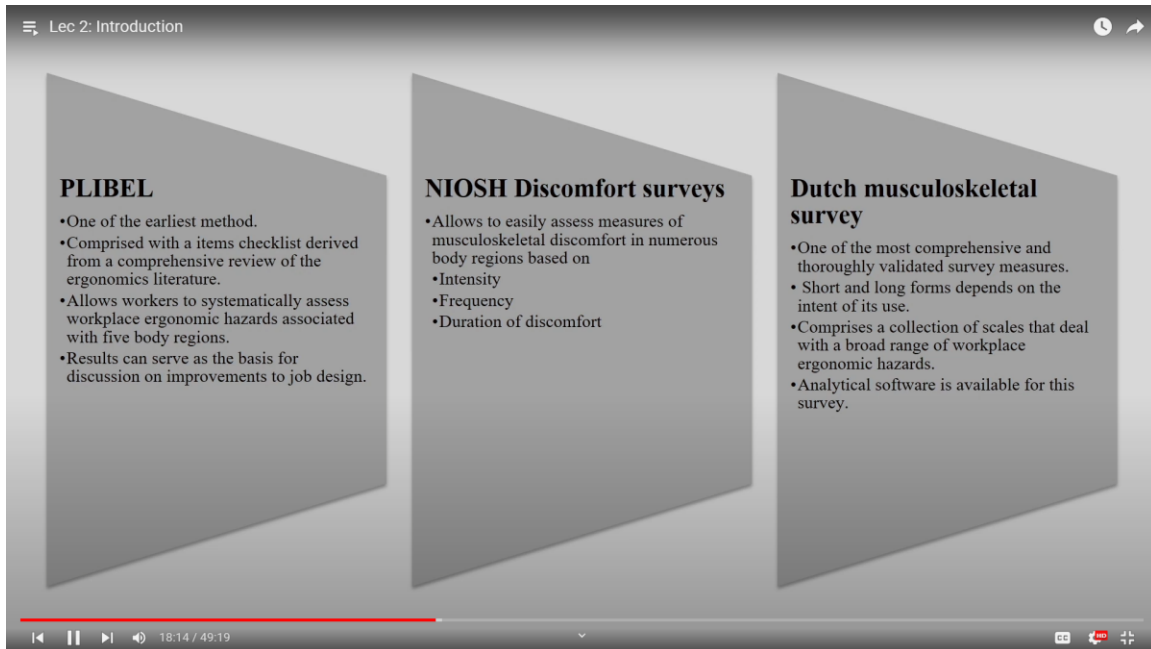 Lec 2: Introduction
PLIBEL
•One of the earliest method.
•Comprised with a items checklist derived
from a comprehensive review of the
ergonomics literature.
•Allows workers to systematically assess
workplace ergonomic hazards associated
with five body regions.
•Results can serve as the basis for
discussion on improvements to job design.
NIOSH Discomfort surveys
•Allows to easily assess measures of
musculoskeletal discomfort in numerous
body regions based on
•Intensity
•Frequency
•Duration of discomfort
Dutch musculoskeletal
survey
•One of the most comprehensive and
thoroughly validated survey measures.
• Short and long forms depends on the
intent of its use.
•Comprises a collection of scales that deal
with a broad range of workplace
ergonomic hazards.
•Analytical software is available for this
survey.
18:14 / 49:19
CC
HD